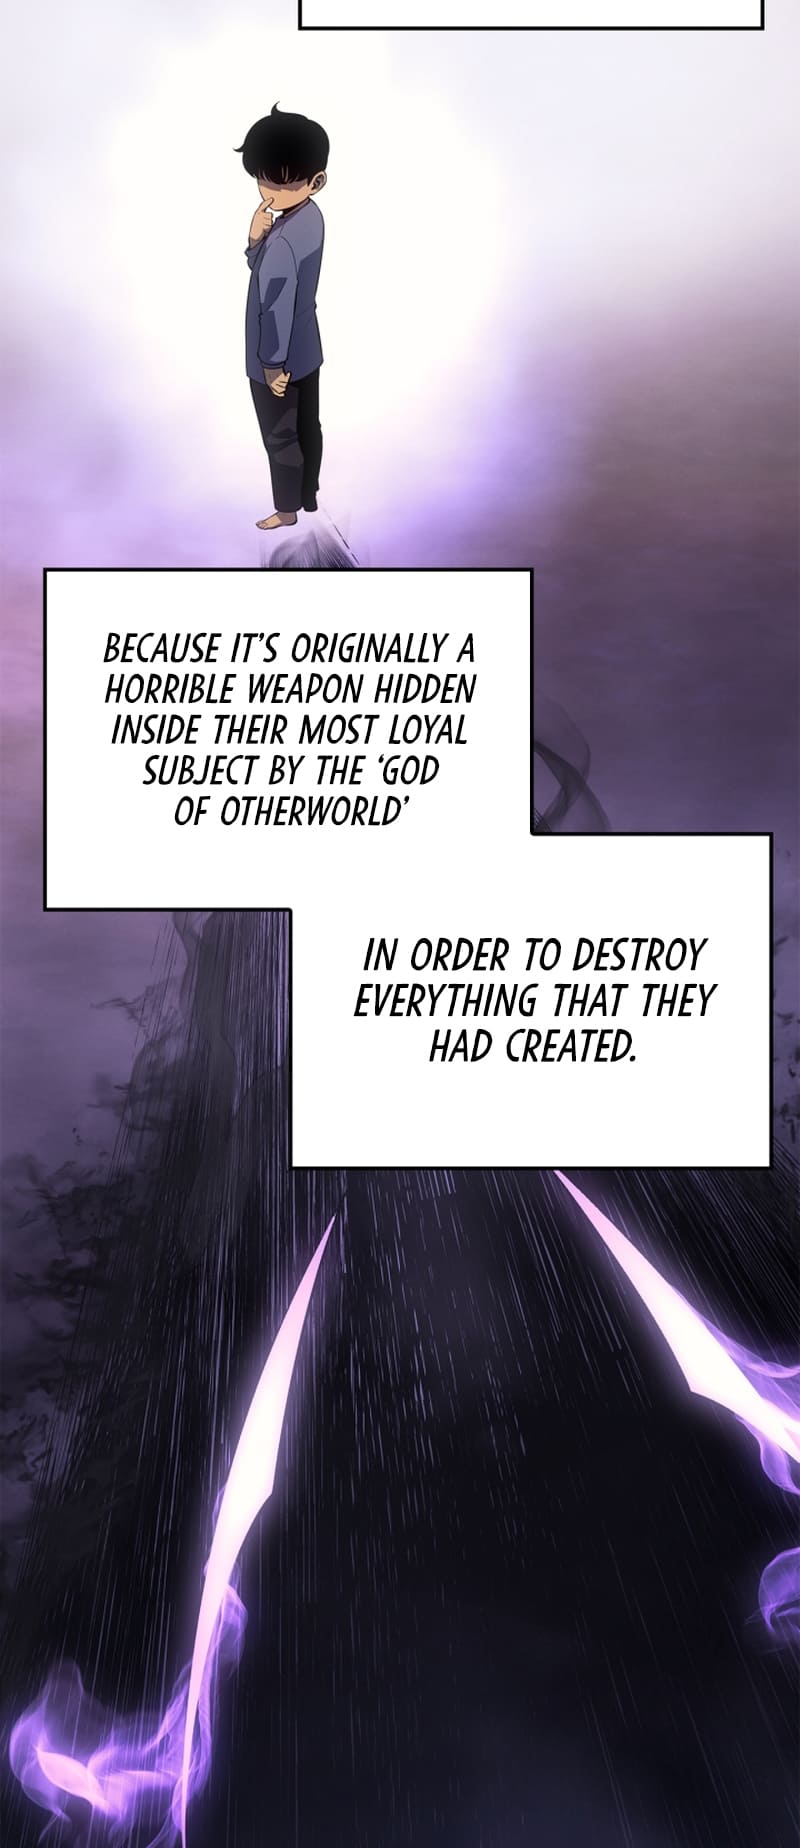 BECAUSE IT'S ORIGINALLY A
HORRIBLE WEAPON HIDDEN
INSIDE THEIR MOST LOYAL
SUBJECT BY THE 'GOD
OF OTHERWORLD'
IN ORDER TO DESTROY
EVERYTHING THAT THEY
HAD CREATED.